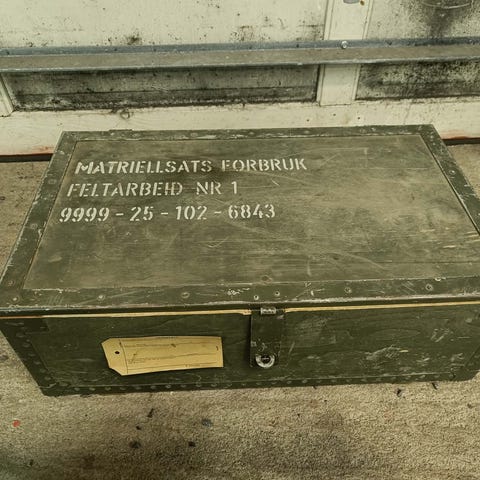 MATRIELLSATS FORBRUK
FELTARBEID NR 1
9999 - 25 - 102 - 6843